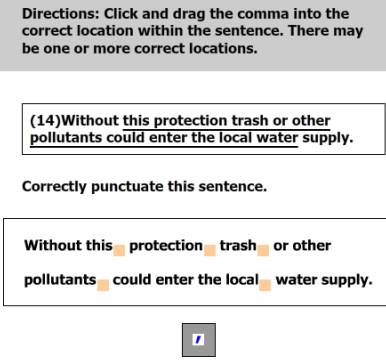 Directions: Click and drag the comma into the
correct location within the sentence. There may
be one or more correct locations.
(14)Without this protection trash or other
pollutants could enter the local water supply.
Correctly punctuate this sentence.
Without this protection trash or other
pollutants could enter the local water supply.
,